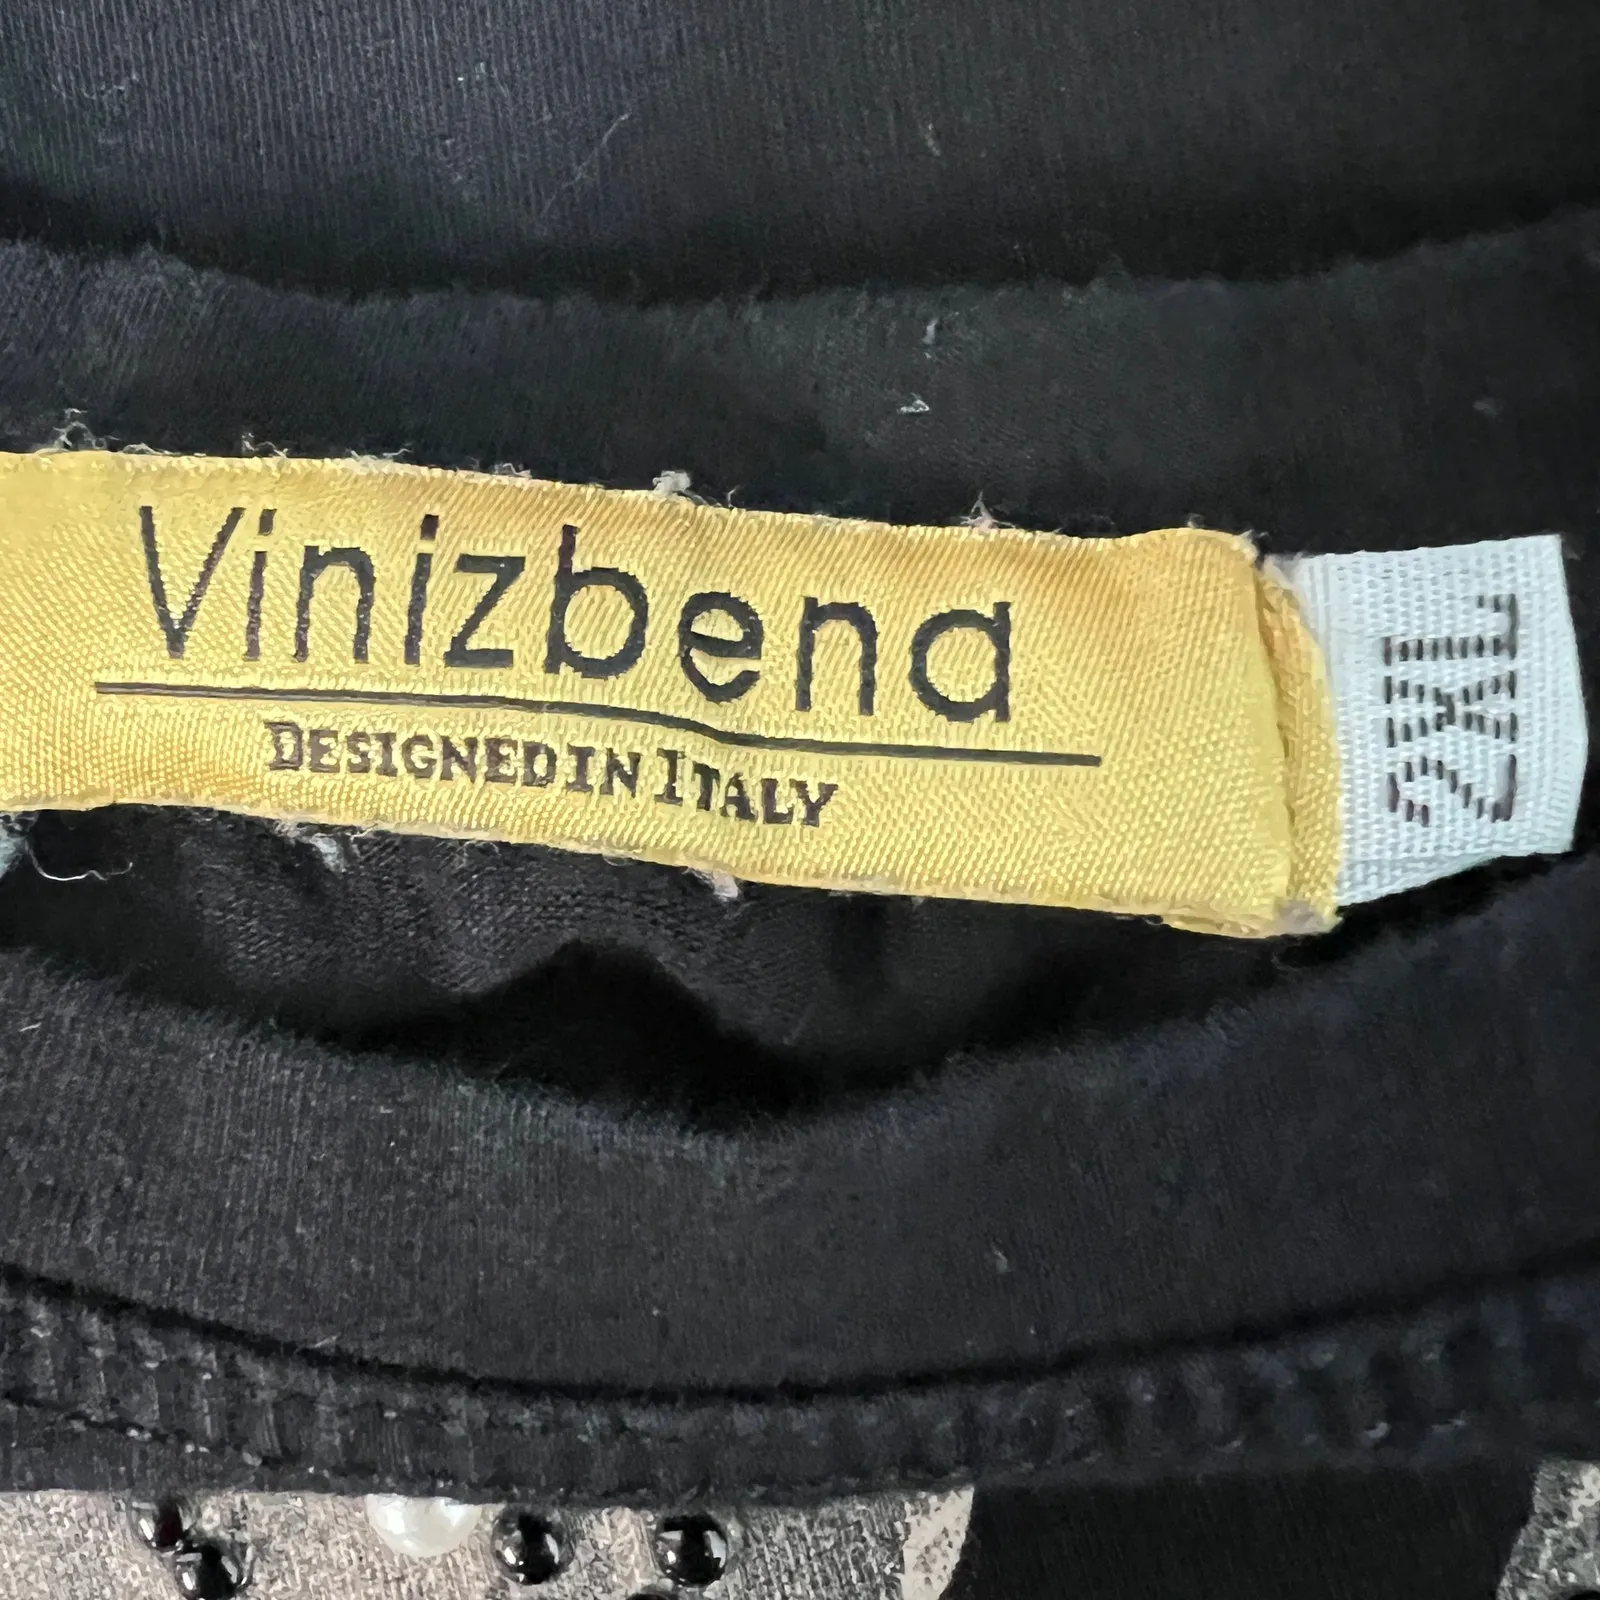 Vinizbena
DESIGNED IN ITALY
2XL